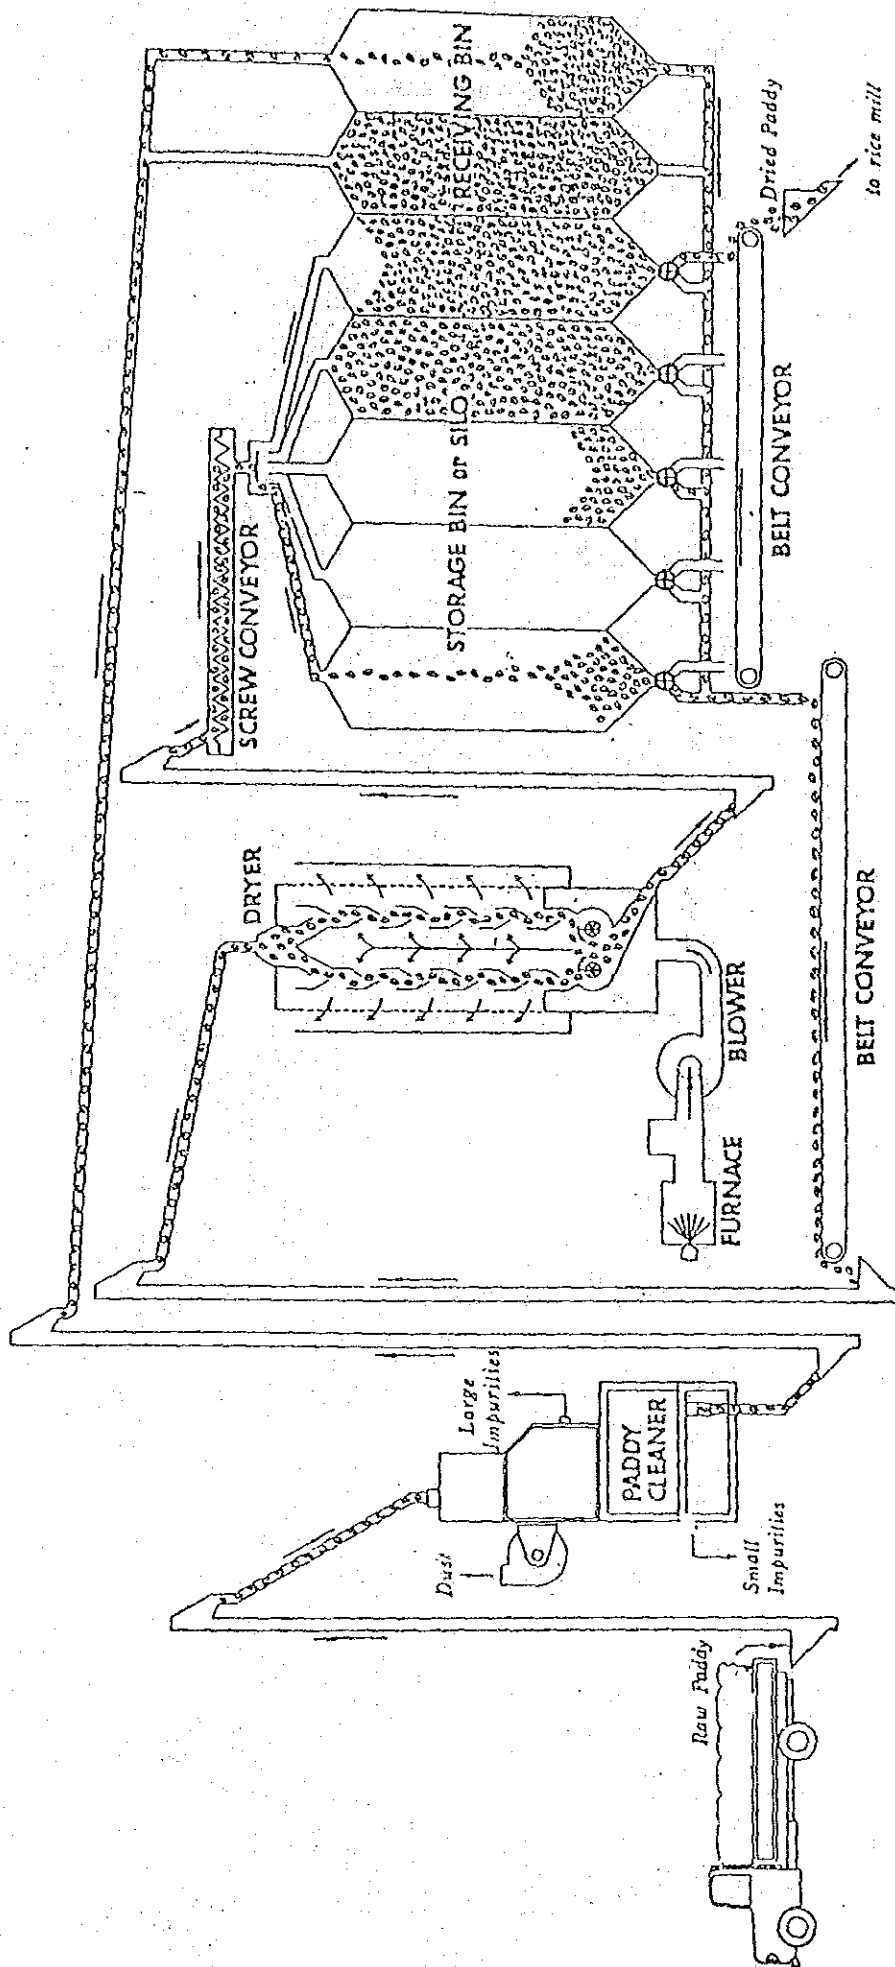 Raw Paddy
Dust
Large
Impurities
PADDY
CLEANER
Small
Impurities
DRYER
FURNACE
BLOWER
BELT CONVEYOR
SCREW CONVEYOR
STORAGE BIN or SILO
RECEIVING BIN
BELT CONVEYOR
Dried Paddy
to rice mill